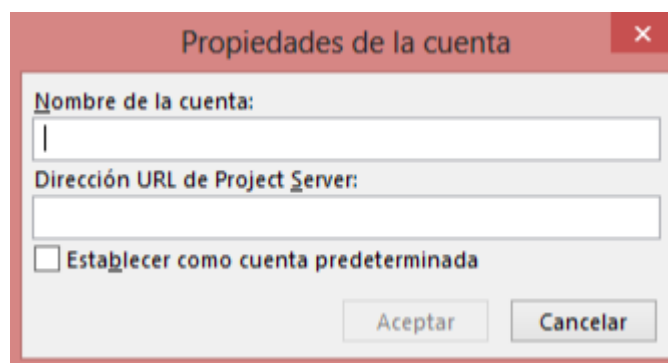 Propiedades de la cuenta
Nombre de la cuenta:
Dirección URL de Project Server:
Establecer como cuenta predeterminada
Aceptar Cancelar